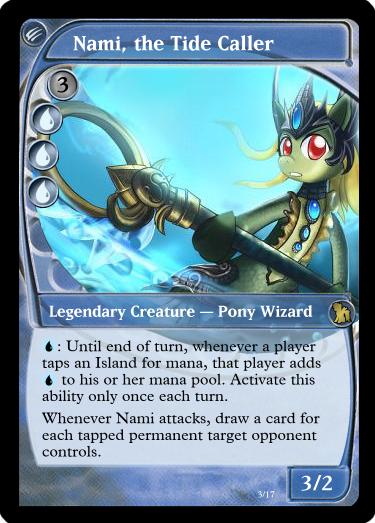 Nami, the Tide Caller
3
Legendary Creature — Pony Wizard
: Until end of turn, whenever a player
taps an Island for mana, that player adds
to his or her mana pool. Activate this
ability only once each turn.
Whenever Nami attacks, draw a card for
each tapped permanent target opponent
controls.
3/17
3/2